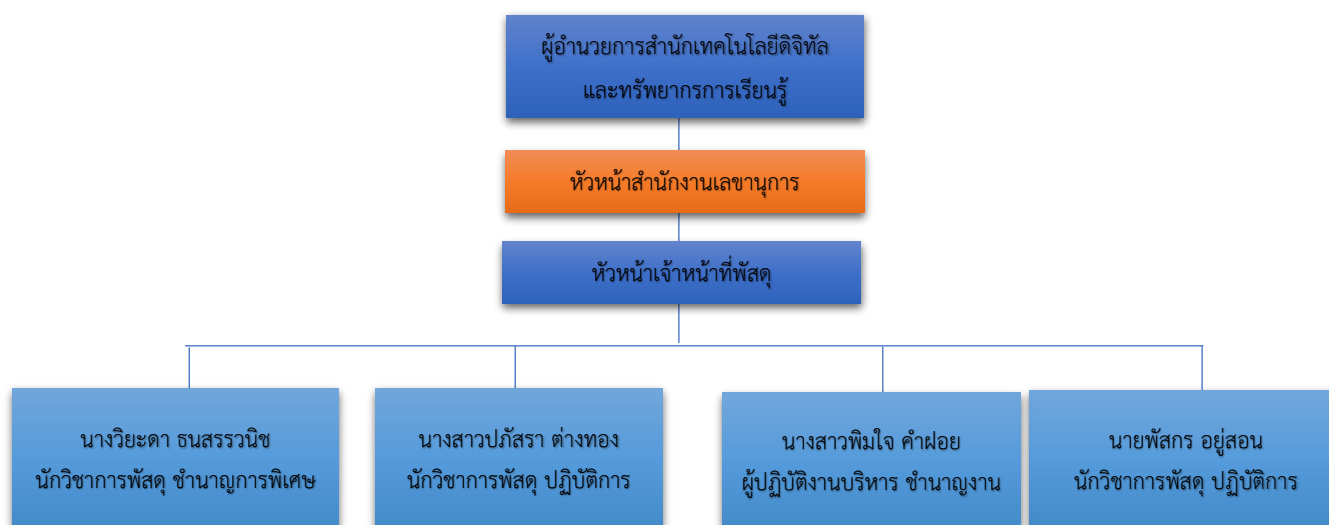 ผู้อำนวยการสำนักเทคโนโลยีดิจิทัล
และทรัพยากรการเรียนรู้
หัวหน้าสำนักงานเลขานุการ
หัวหน้าเจ้าหน้าที่พัสดุ
นางวิยะดา ธนสรรวนิช
นักวิชาการพัสดุ ชำนาญการพิเศษ
นางสาวปภัสรา ต่างทอง
นักวิชาการพัสดุ ปฏิบัติการ
นางสาวพิมใจ คำฝอย
ผู้ปฏิบัติงานบริหาร ชำนาญงาน
นายพัสกร อยู่สอน
นักวิชาการพัสดุ ปฏิบัติการ